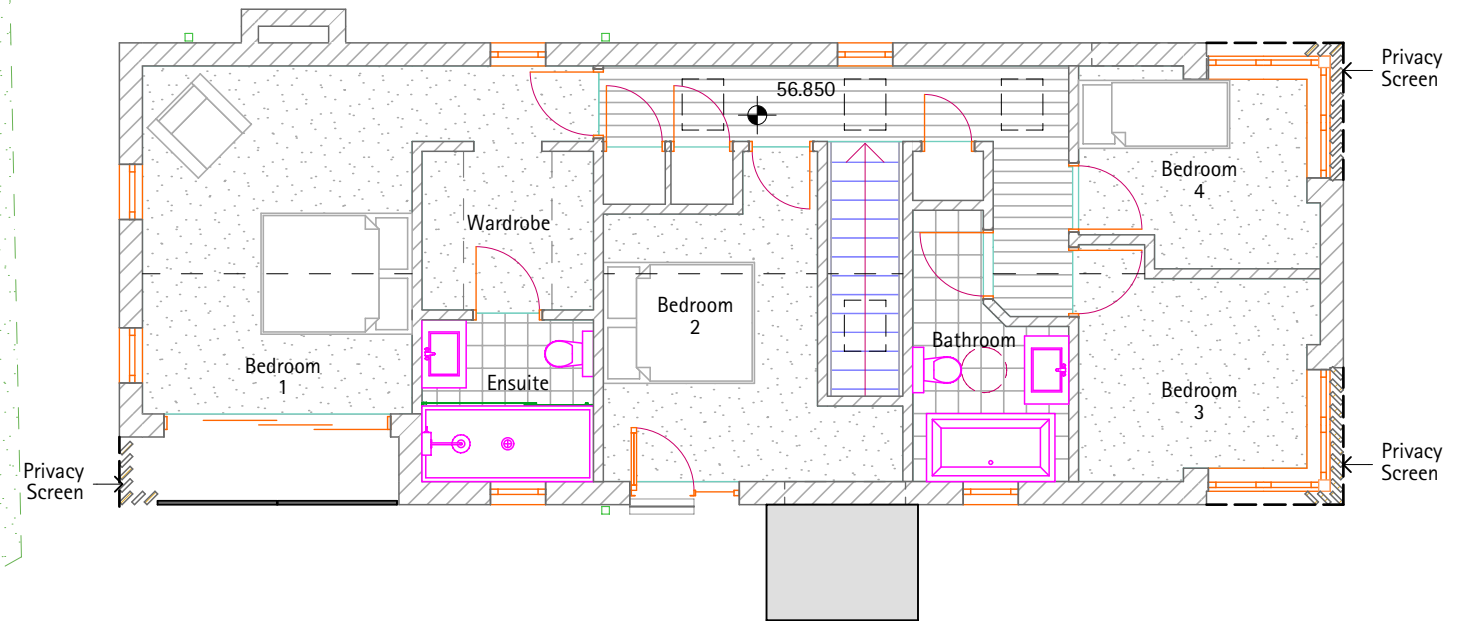 56.850
Privacy
Screen
Bedroom
4
Wardrobe
Bedroom
2
Bathroom
Bedroom
1
Ensuite
Bedroom
3
Privacy
Screen
Privacy
Screen